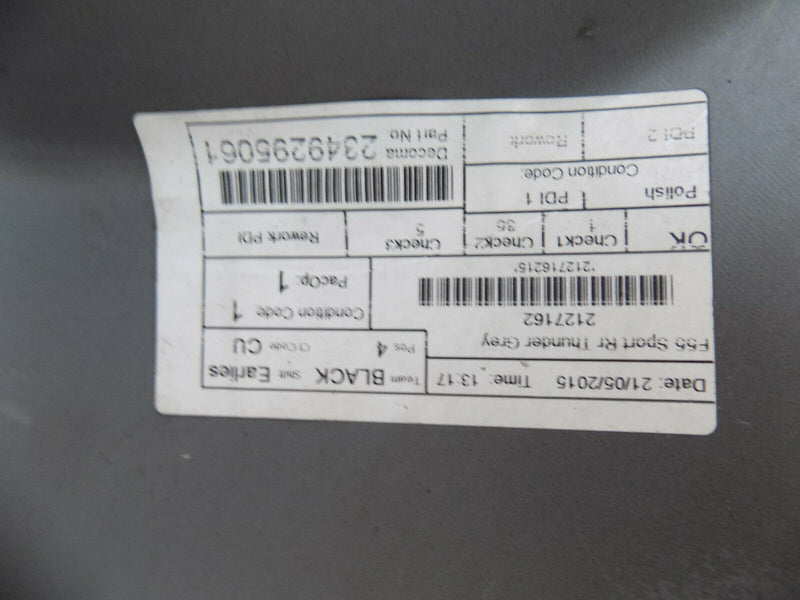 Date: 21/05/2015 Time: 13:17 Team BLACK Shift Earlies
F55 Sport Rr Thunder Grey Pos 4 Cl Code CU
2127162 Condition Code 1
*212716215* PacOp: 1
OK Check1 1 Check2 35 Check3 5 Rework PDI
Polish PDI 1
Condition Code:
PDI 2 Rework
Decoma
Part No 2349295061